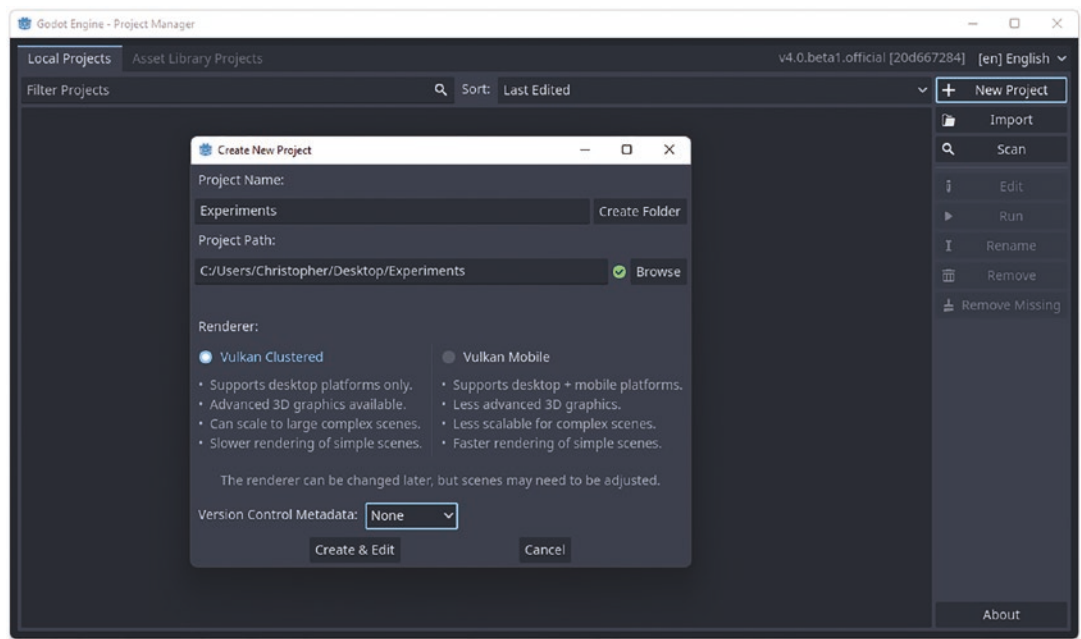 Godot Engine - Project Manager
Local Projects Asset Library Projects v4.0.beta1.official [20d667284] [en] English
Filter Projects Sort: Last Edited
New Project
Import
Scan
Edit
Run
Rename
Remove
Remove Missing
About
Create New Project
Project Name:
Experiments Create Folder
Project Path:
C:/Users/Christopher/Desktop/Experiments Browse
Renderer:
Vulkan Clustered
• Supports desktop platforms only.
• Advanced 3D graphics available.
• Can scale to large complex scenes.
• Slower rendering of simple scenes.
Vulkan Mobile
• Supports desktop + mobile platforms.
• Less advanced 3D graphics.
• Less scalable for complex scenes.
• Faster rendering of simple scenes.
The renderer can be changed later, but scenes may need to be adjusted.
Version Control Metadata: None
Create & Edit Cancel